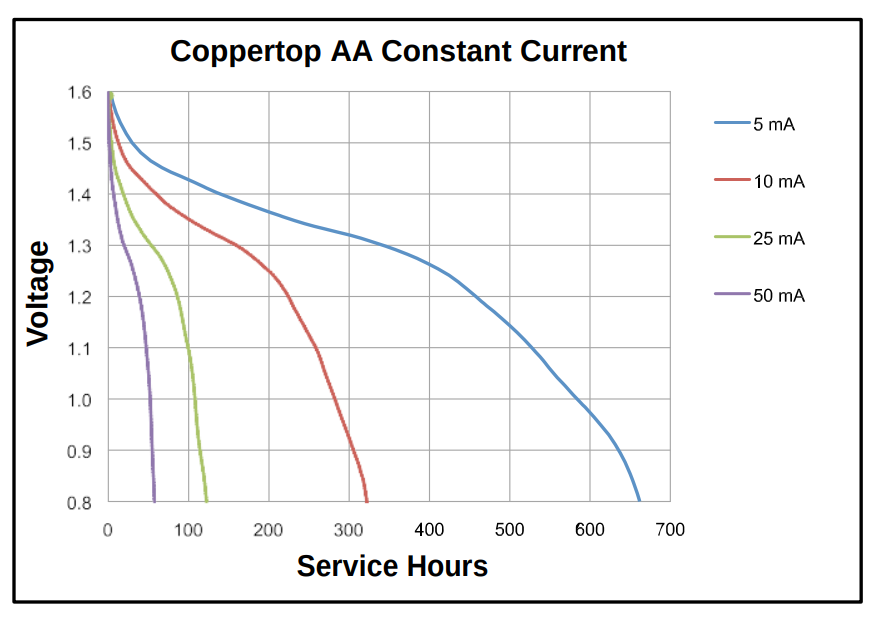 Coppertop AA Constant Current
1.6
1.5
1.4
1.3
1.2
1.1
1.0
0.9
0.8
Voltage
0 100 200 300 400 500 600 700
Service Hours
5 mA
10 mA
25 mA
50 mA